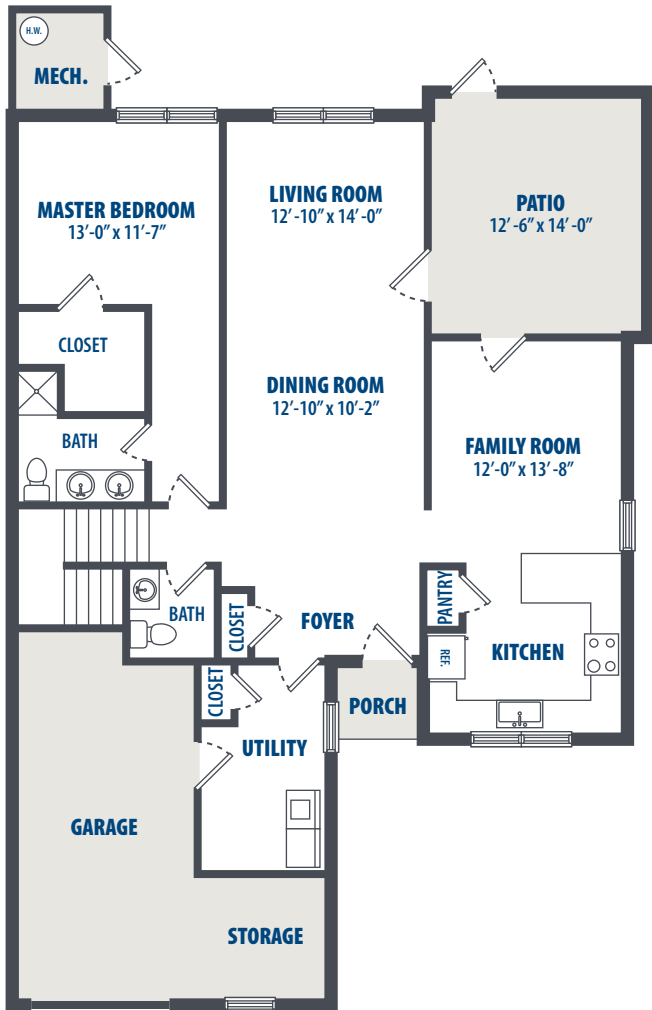 H.W.
MECH.
MASTER BEDROOM
13'-0" x 11'-7"
LIVING ROOM
12'-10" x 14'-0"
PATIO
12'-6" x 14'-0"
CLOSET
DINING ROOM
12'-10" x 10'-2"
BATH
FAMILY ROOM
12'-0" x 13'-8"
BATH
CLOSET
FOYER
PANTRY
REF.
KITCHEN
CLOSET
PORCH
UTILITY
GARAGE
STORAGE